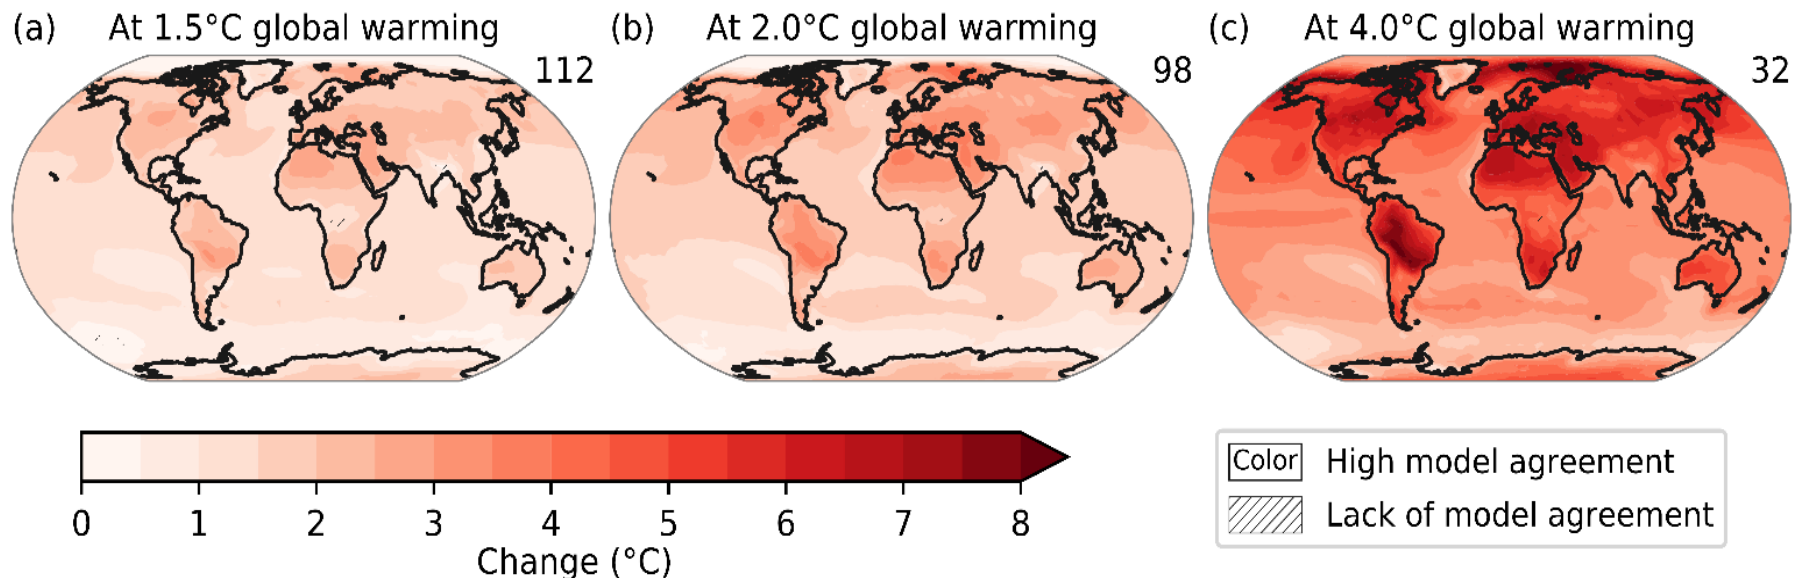 (a) At 1.5°C global warming
112
(b) At 2.0°C global warming
98
(c) At 4.0°C global warming
32
0 1 2 3 4 5 6 7 8
Change (°C)
Color High model agreement
Lack of model agreement